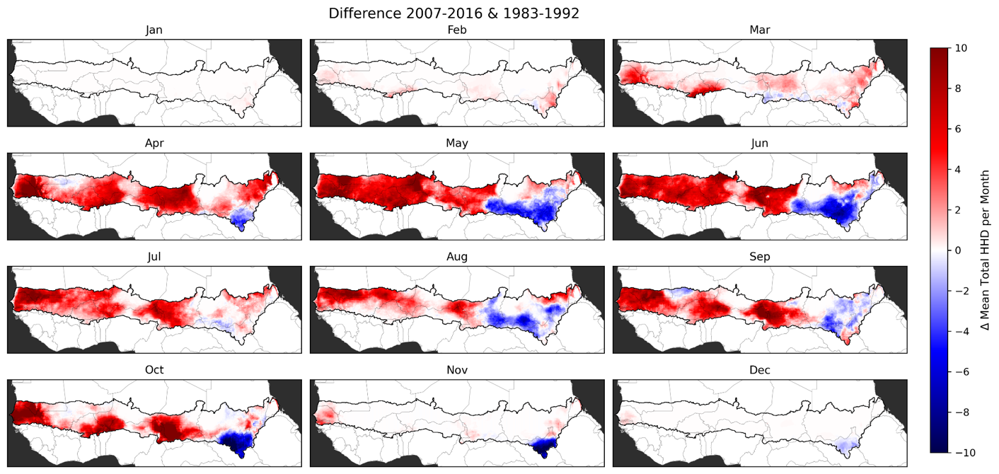 Difference 2007-2016 & 1983-1992
Jan
Feb
Mar
Apr
May
Jun
Jul
Aug
Sep
Oct
Nov
Dec
10
8
6
4
2
0
−2
−4
−6
−8
−10
Δ Mean Total HHD per Month